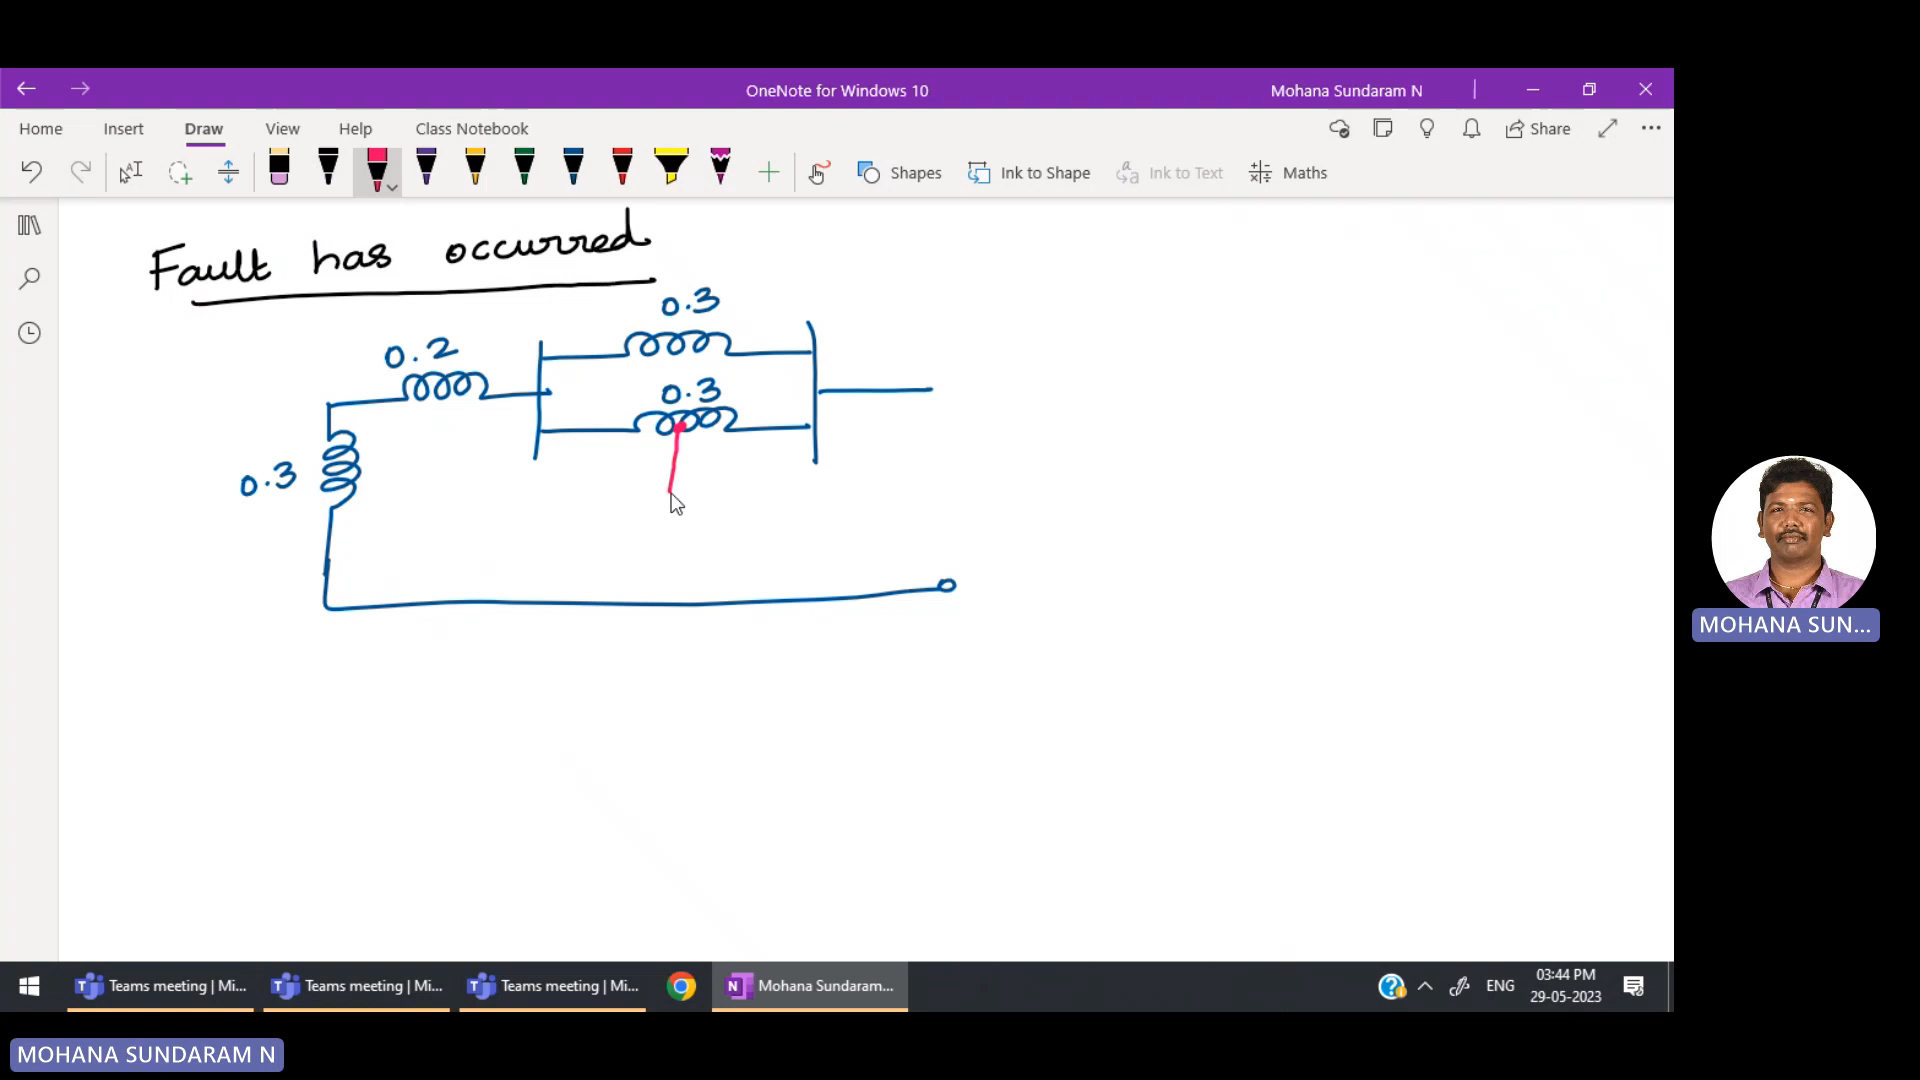 OneNote for Windows 10
Mohana Sundaram N
Home Insert Draw View Help Class Notebook
Share
Shapes Ink to Shape Ink to Text Maths
Fault has occurred
0.3
0.2
0.3
0.3
MOHANA SUN...
Teams meeting | Mi... Teams meeting | Mi... Teams meeting | Mi... Mohana Sundaram...
ENG
03:44 PM
29-05-2023
MOHANA SUNDARAM N